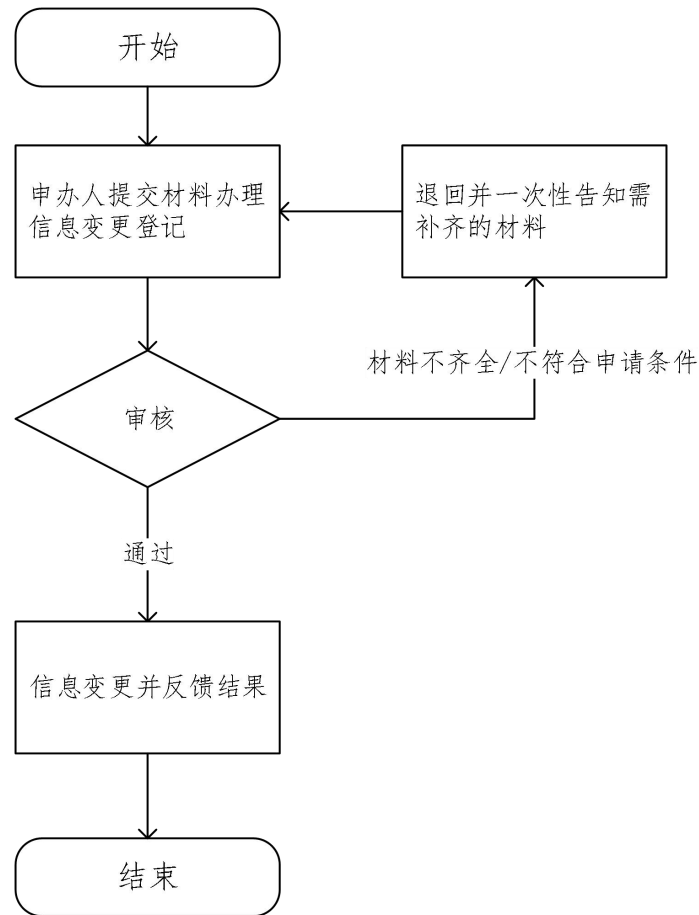 开始
申办人提交材料办理
信息变更登记
退回并一次性告知需
补齐的材料
材料不齐全/不符合申请条件
审核
通过
信息变更并反馈结果
结束